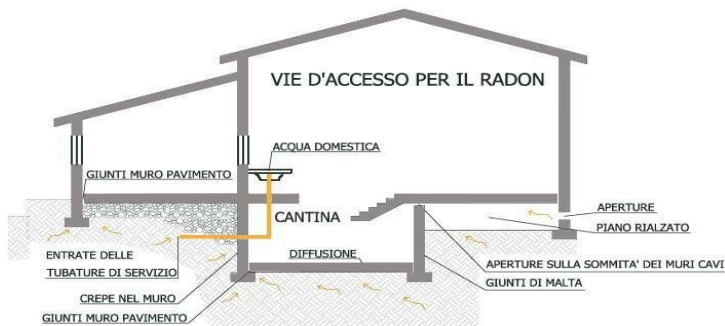 VIE D'ACCESSO PER IL RADON
ACQUA DOMESTICA
GIUNTI MURO PAVIMENTO
CANTINA
APERTURE
PIANO RIALZATO
ENTRATE DELLE
TUBATURE DI SERVIZIO
DIFFUSIONE
APERTURE SULLA SOMMITA' DEI MURI CAVI
CREPE NEL MURO
GIUNTI DI MALTA
GIUNTI MURO PAVIMENTO